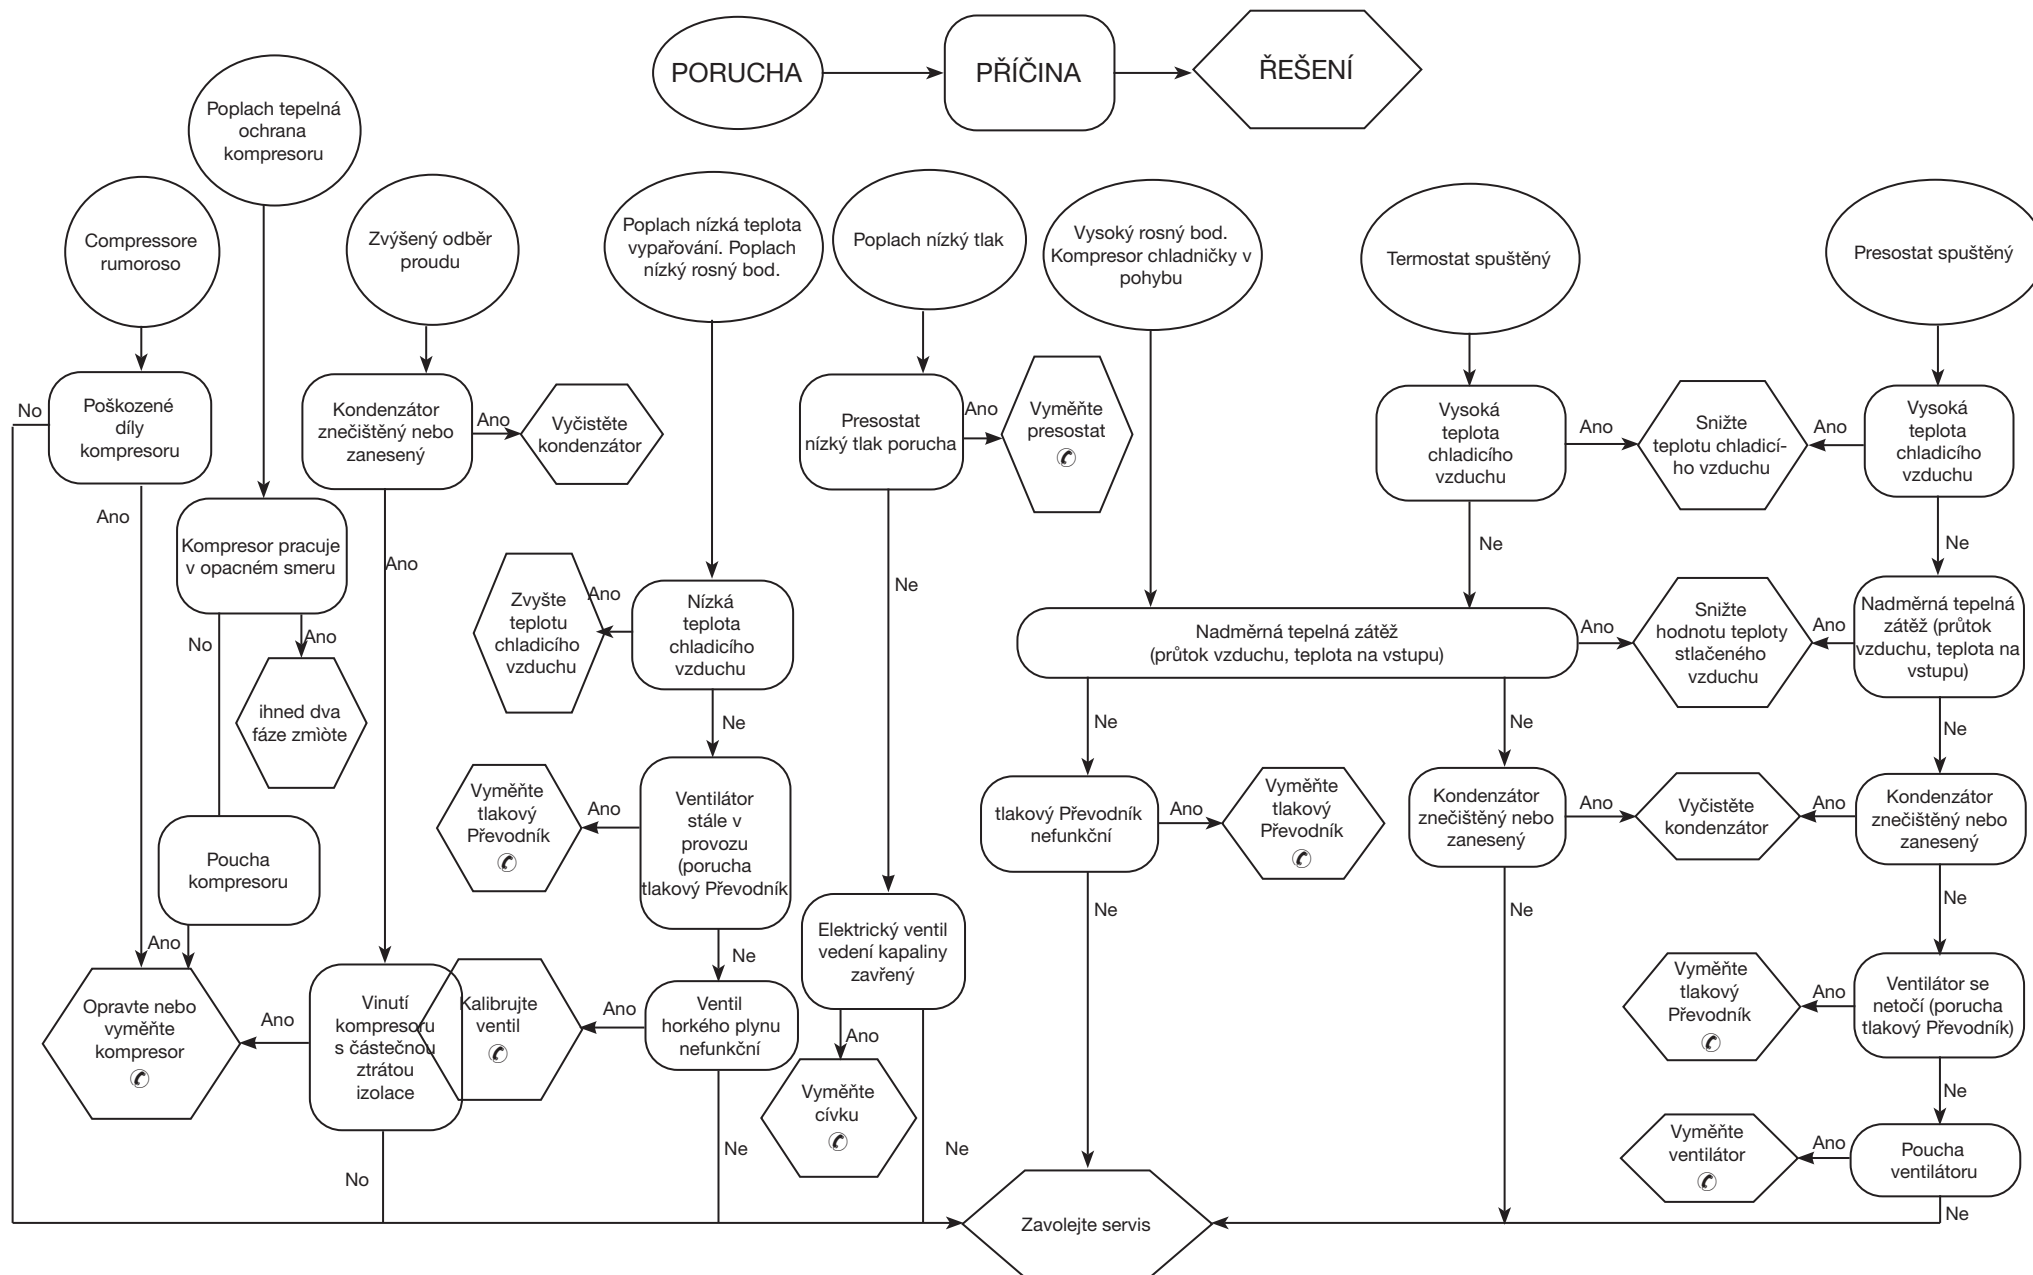 PORUCHA
PŘÍČINA
ŘEŠENÍ
Poplach tepelná
ochrana
kompresoru
Compressore
rumoroso
Zvýšený odběr
proudu
Poplach nízká teplota
vypařování. Poplach
nízký rosný bod.
Poplach nízký tlak
Vysoký rosný bod.
Kompresor chladničky v
pohybu
Termostat spuštěný
Presostat spuštěný
No
Poškozené
díly
kompresoru
Kondenzátor
znečištěný nebo
zanesený
Ano
Vyčistěte
kondenzátor
Presostat
nízký tlak porucha
Ano
Vyměňte
presostat
✆
Vysoká
teplota
chladicího
vzduchu
Ano
Snižte
teplotu chladicí-
ho vzduchu
Ano
Vysoká
teplota
chladicího
vzduchu
Ano
Kompresor pracuje
v opacném smeru
Ano
Ne
Ne
Ne
Zvyšte
teplotu
chladicího
vzduchu
Ano
Nízká
teplota
chladicího
vzduchu
Nadměrná tepelná zátěž
(průtok vzduchu, teplota na vstupu)
Ano
Snižte
hodnotu teploty
stlačeného
vzduchu
Ano
Nadměrná tepelná
zátěž (průtok
vzduchu, teplota na
vstupu)
No
Ano
ihned dva
fáze zmìòte
Ne
Ne
Ne
Ne
Vyměňte
tlakový
Převodník
✆
Ano
Ventilátor
stále v
provozu
(porucha
tlakový Převodník
tlakový Převodník
nefunkční
Ano
Vyměňte
tlakový
Převodník
✆
Kondenzátor
znečištěný nebo
zanesený
Ano
Vyčistěte
kondenzátor
Ano
Kondenzátor
znečištěný nebo
zanesený
Poucha
kompresoru
Ano
Ne
Elektrický ventil
vedení kapaliny
zavřený
Ne
Ne
Ne
Opravte nebo
vyměňte
kompresor
✆
Ano
Vinutí
kompresoru
s částečnou
ztrátou
izolace
Kalibrujte
ventil
✆
Ano
Ventil
horkého plynu
nefunkční
Ano
Vyměňte
cívku
✆
Vyměňte
tlakový
Převodník
✆
Ano
Ventilátor se
netočí (porucha
tlakový Převodník)
Ne
No
Ne
Ne
Vyměňte
ventilátor
✆
Ano
Poucha
ventilátoru
Zavolejte servis
Ne